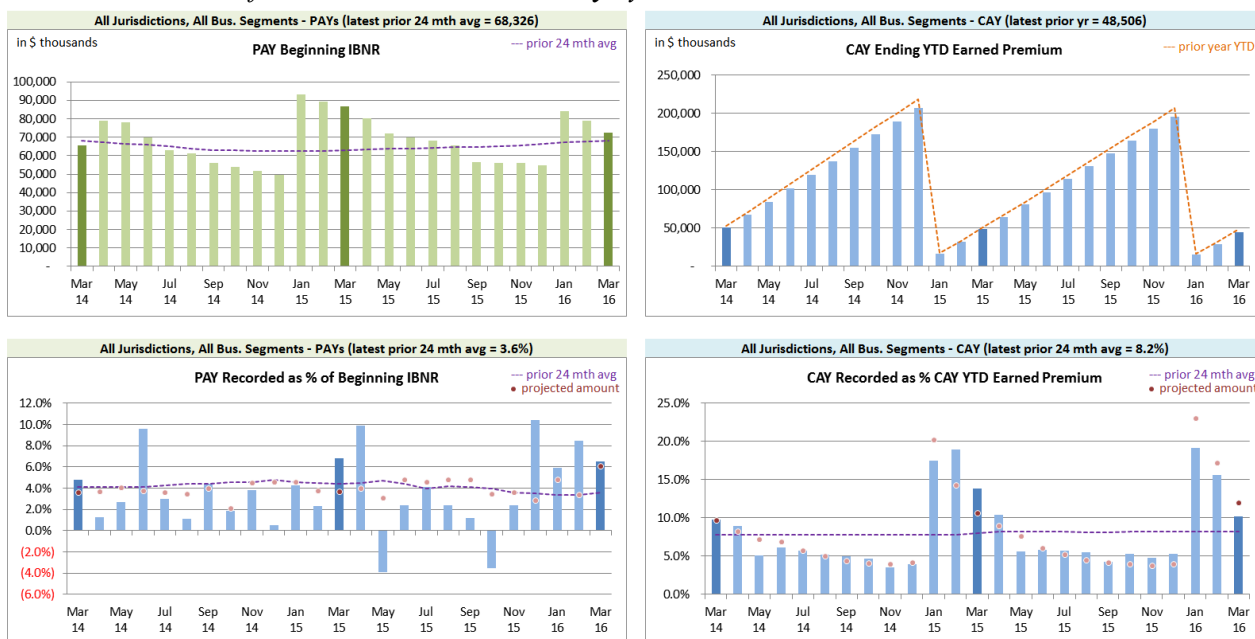 All Jurisdictions, All Bus. Segments - PAYs (latest prior 24 mth avg = 68,326)
in $ thousands
PAY Beginning IBNR
--- prior 24 mth avg
100,000
90,000
80,000
70,000
60,000
50,000
40,000
30,000
20,000
10,000
-
Mar May Jul Sep Nov Jan Mar May Jul Sep Nov Jan Mar
14 14 14 14 14 15 15 15 15 15 15 16 16
All Jurisdictions, All Bus. Segments - CAY (latest prior yr = 48,506)
in $ thousands
CAY Ending YTD Earned Premium
--- prior year YTD
250,000
200,000
150,000
100,000
50,000
-
Mar May Jul Sep Nov Jan Mar May Jul Sep Nov Jan Mar
14 14 14 14 14 15 15 15 15 15 15 16 16
All Jurisdictions, All Bus. Segments - PAYs (latest prior 24 mth avg = 3.6%)
PAY Recorded as % of Beginning IBNR
--- prior 24 mth avg
• projected amount
12.0%
10.0%
8.0%
6.0%
4.0%
2.0%
0.0%
(2.0%)
(4.0%)
(6.0%)
Mar May Jul Sep Nov Jan Mar May Jul Sep Nov Jan Mar
14 14 14 14 14 15 15 15 15 15 15 16 16
All Jurisdictions, All Bus. Segments - CAY (latest prior 24 mth avg = 8.2%)
CAY Recorded as % CAY YTD Earned Premium
--- prior 24 mth avg
• projected amount
25.0%
20.0%
15.0%
10.0%
5.0%
0.0%
Mar May Jul Sep Nov Jan Mar May Jul Sep Nov Jan Mar
14 14 14 14 14 15 15 15 15 15 15 16 16